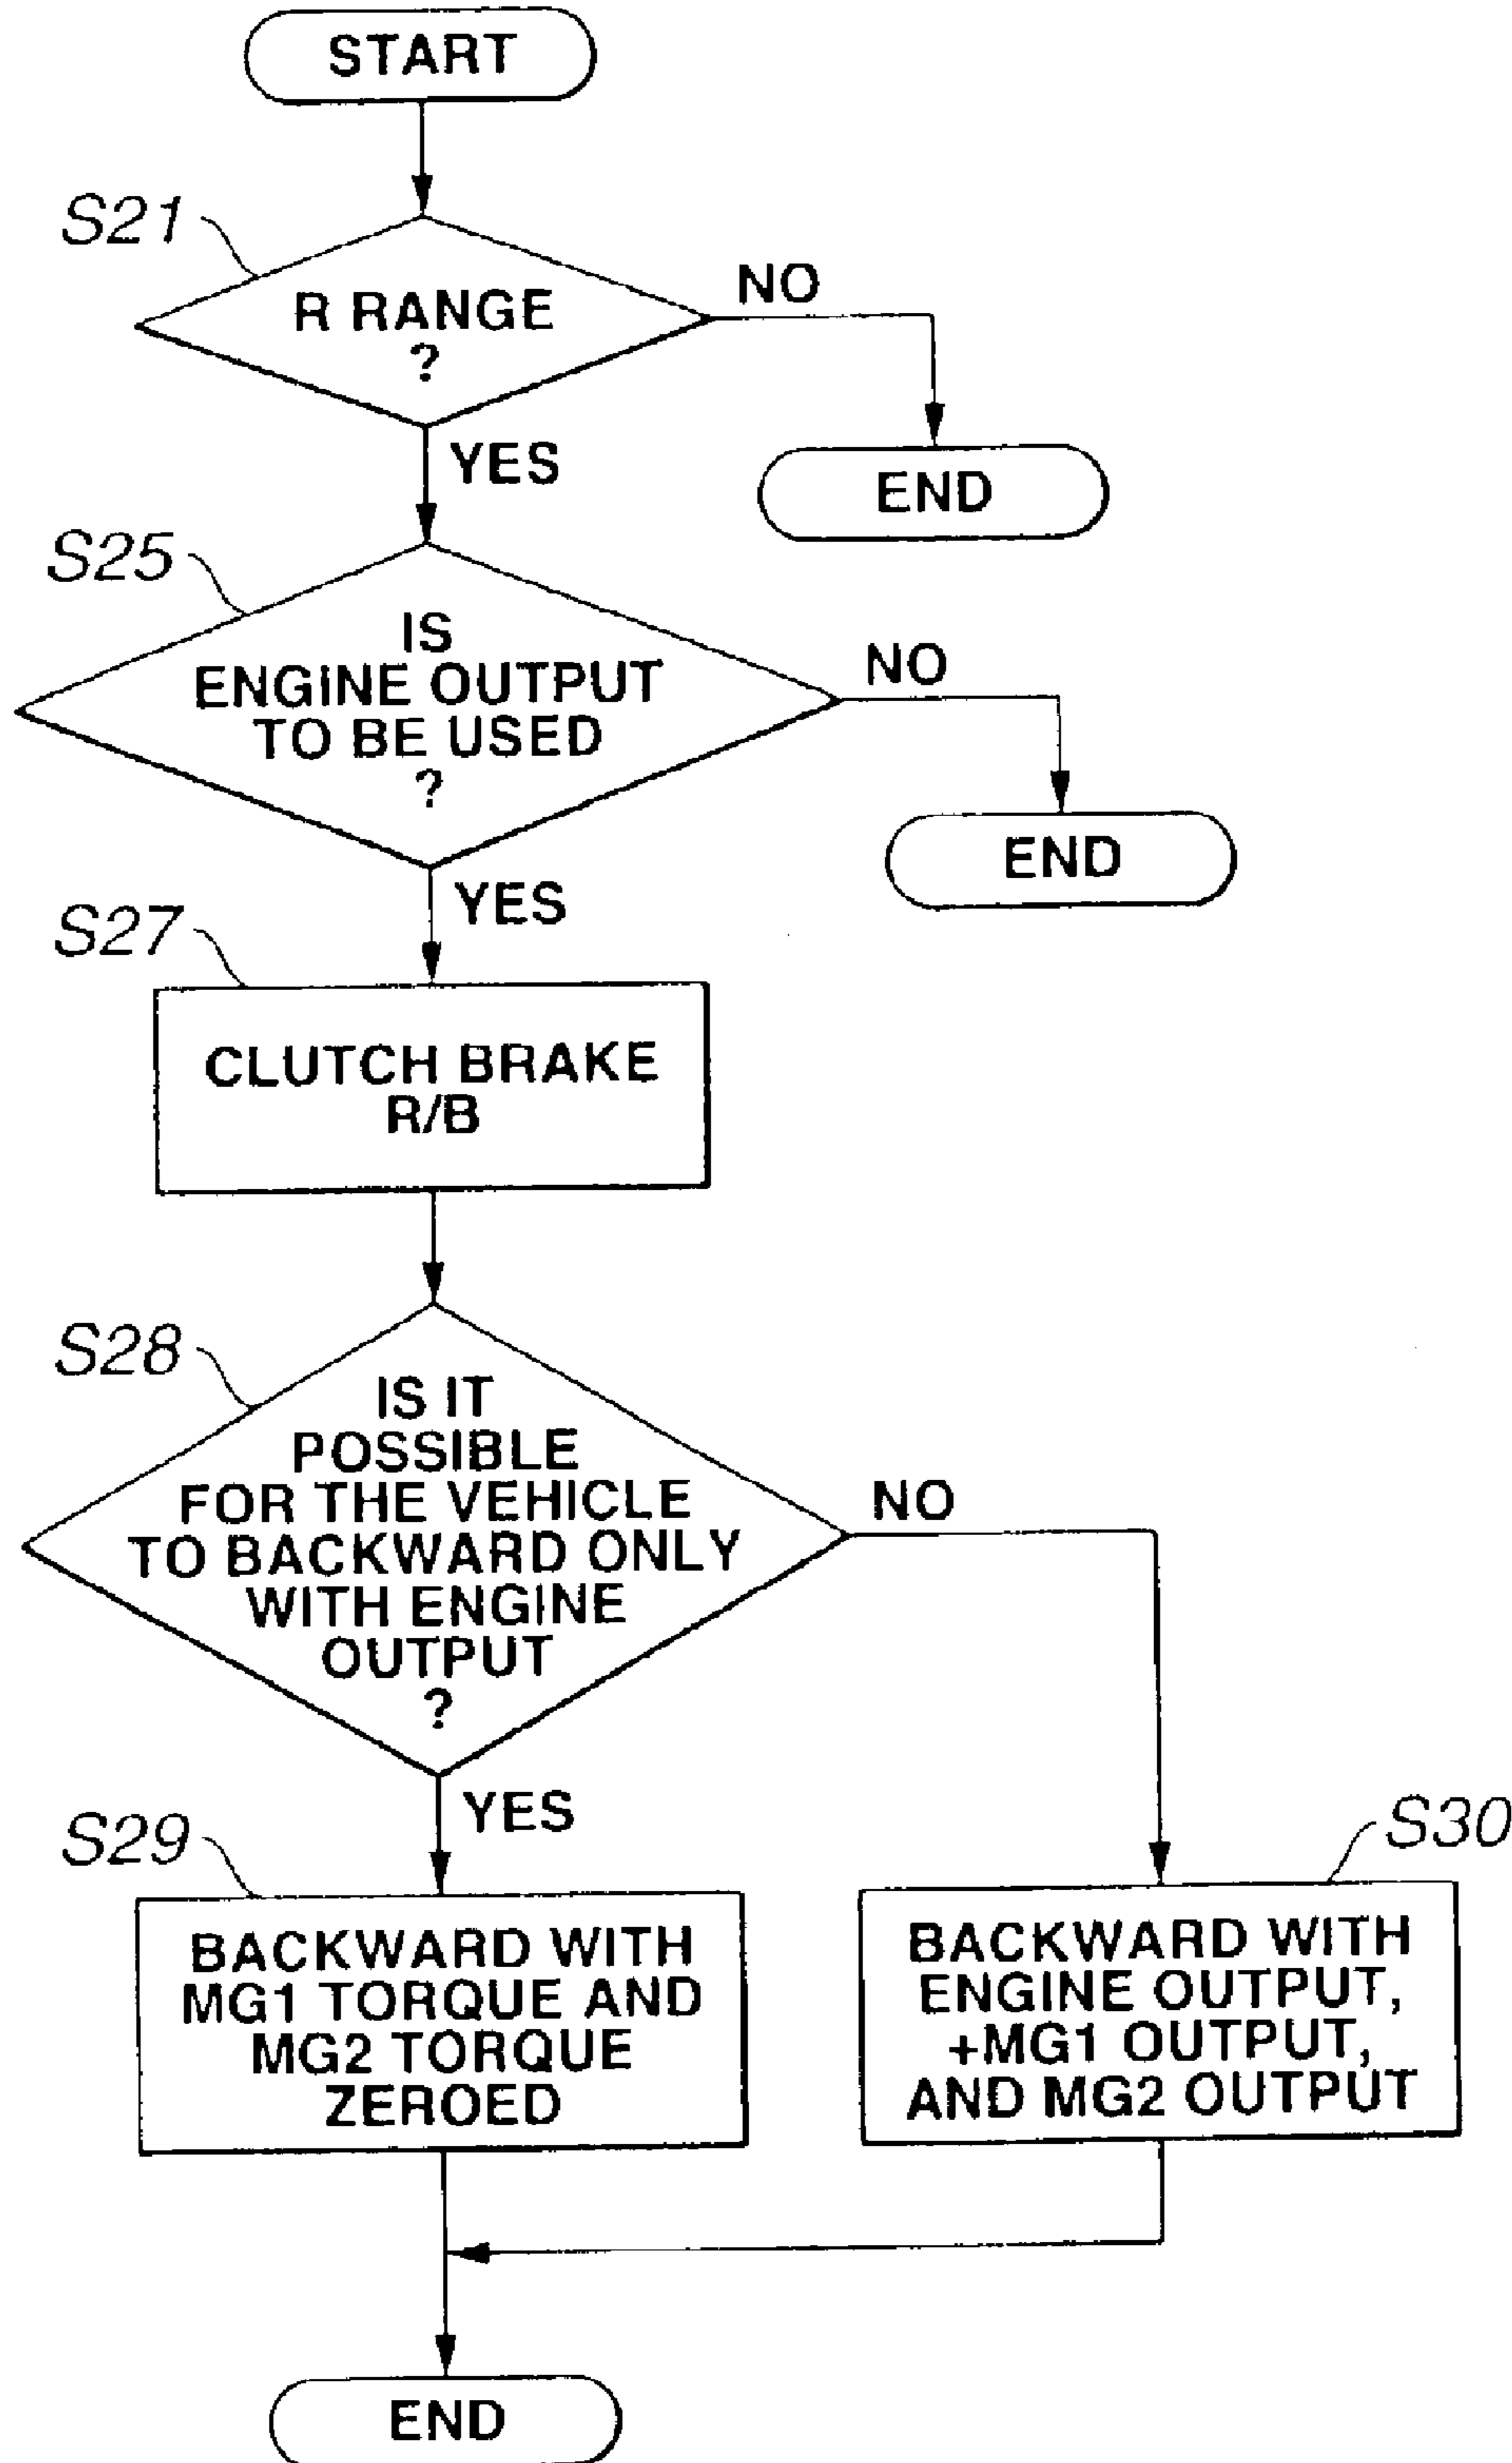 START
S21
R RANGE
?
NO
END
YES
S25
IS
ENGINE OUTPUT
TO BE USED
?
NO
END
YES
S27
CLUTCH BRAKE
R/B
S28
IS IT
POSSIBLE
FOR THE VEHICLE
TO BACKWARD ONLY
WITH ENGINE
OUTPUT
?
NO
YES
S29
BACKWARD WITH
MG1 TORQUE AND
MG2 TORQUE
ZEROED
S30
BACKWARD WITH
ENGINE OUTPUT,
+MG1 OUTPUT,
AND MG2 OUTPUT
END